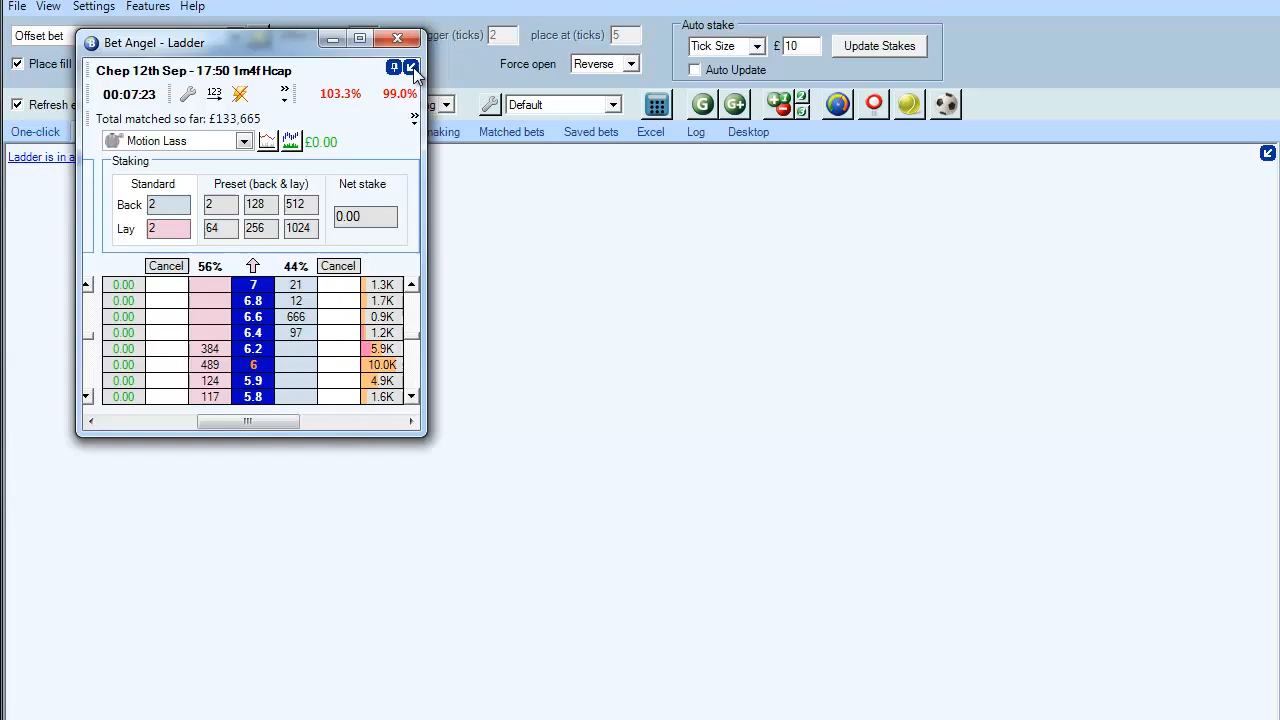 File View Settings Features Help
Offset bet
(ticks) 2 place at (ticks) 5
Auto stake
Tick Size £ 10 Update Stakes
Place fill
Force open Reverse
Auto Update
Refresh
Default
One-click
Matched bets Saved bets Excel Log Desktop
Ladder is in a
Bet Angel - Ladder
Chep 12th Sep - 17:50 1m4f Hcap
00:07:23 123 103.3% 99.0%
Total matched so far: £133,965
Motion Lass £0.00
Staking
Standard Preset (back & lay) Net stake
Back 2 2 128 512 0.00
Lay 2 64 256 1024
Cancel 56% 44% Cancel
0.00 7 21 1.3K
0.00 6.8 12 1.7K
0.00 6.6 666 0.9K
0.00 6.4 97 1.2K
0.00 384 6.2 5.9K
0.00 489 6 10.0K
0.00 124 5.9 4.9K
0.00 117 5.8 1.6K